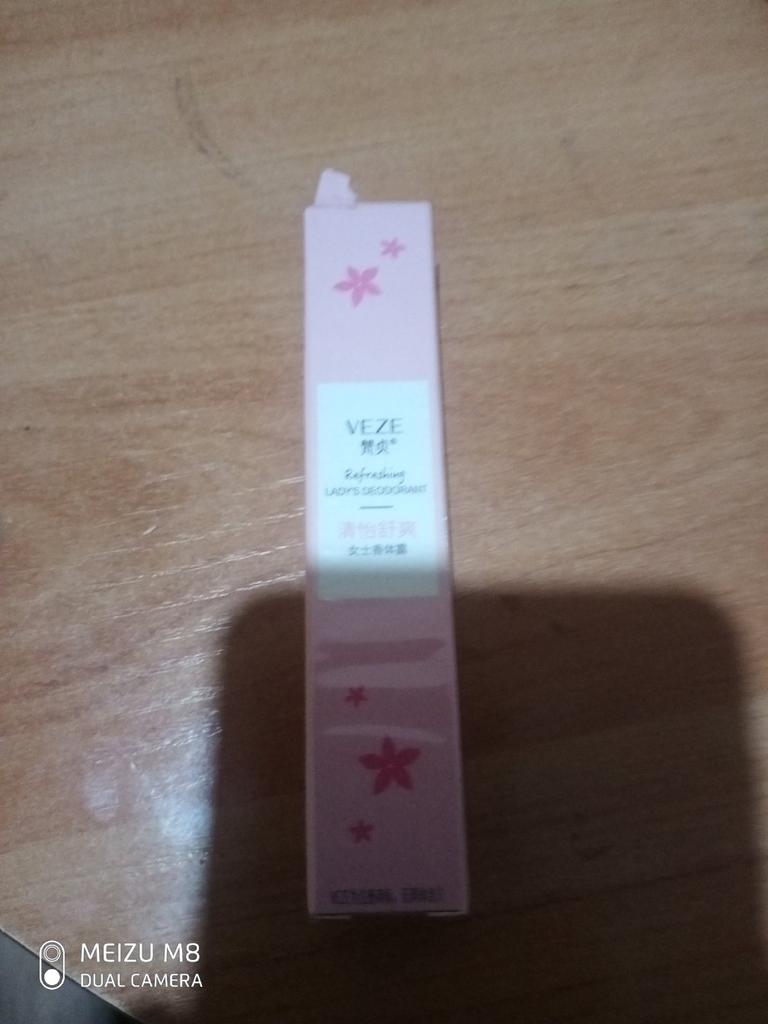 VEZE
梵贞®
Refreshing
LADY'S DEODORANT
清怡舒爽
女士香体露
MEIZU M8
DUAL CAMERA